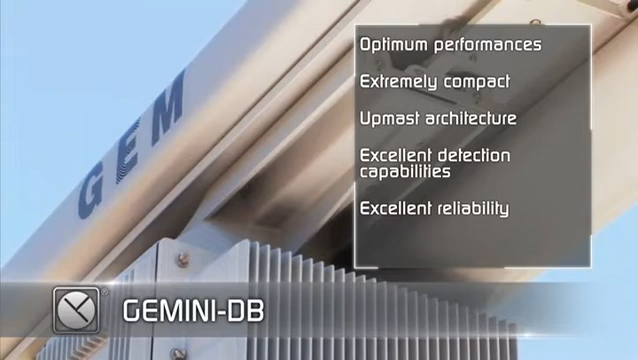 Optimum performances
Extremely compact
Upmast architecture
Excellent detection
capabilities
Excellent reliability
GEM
GEMINI-DB
®